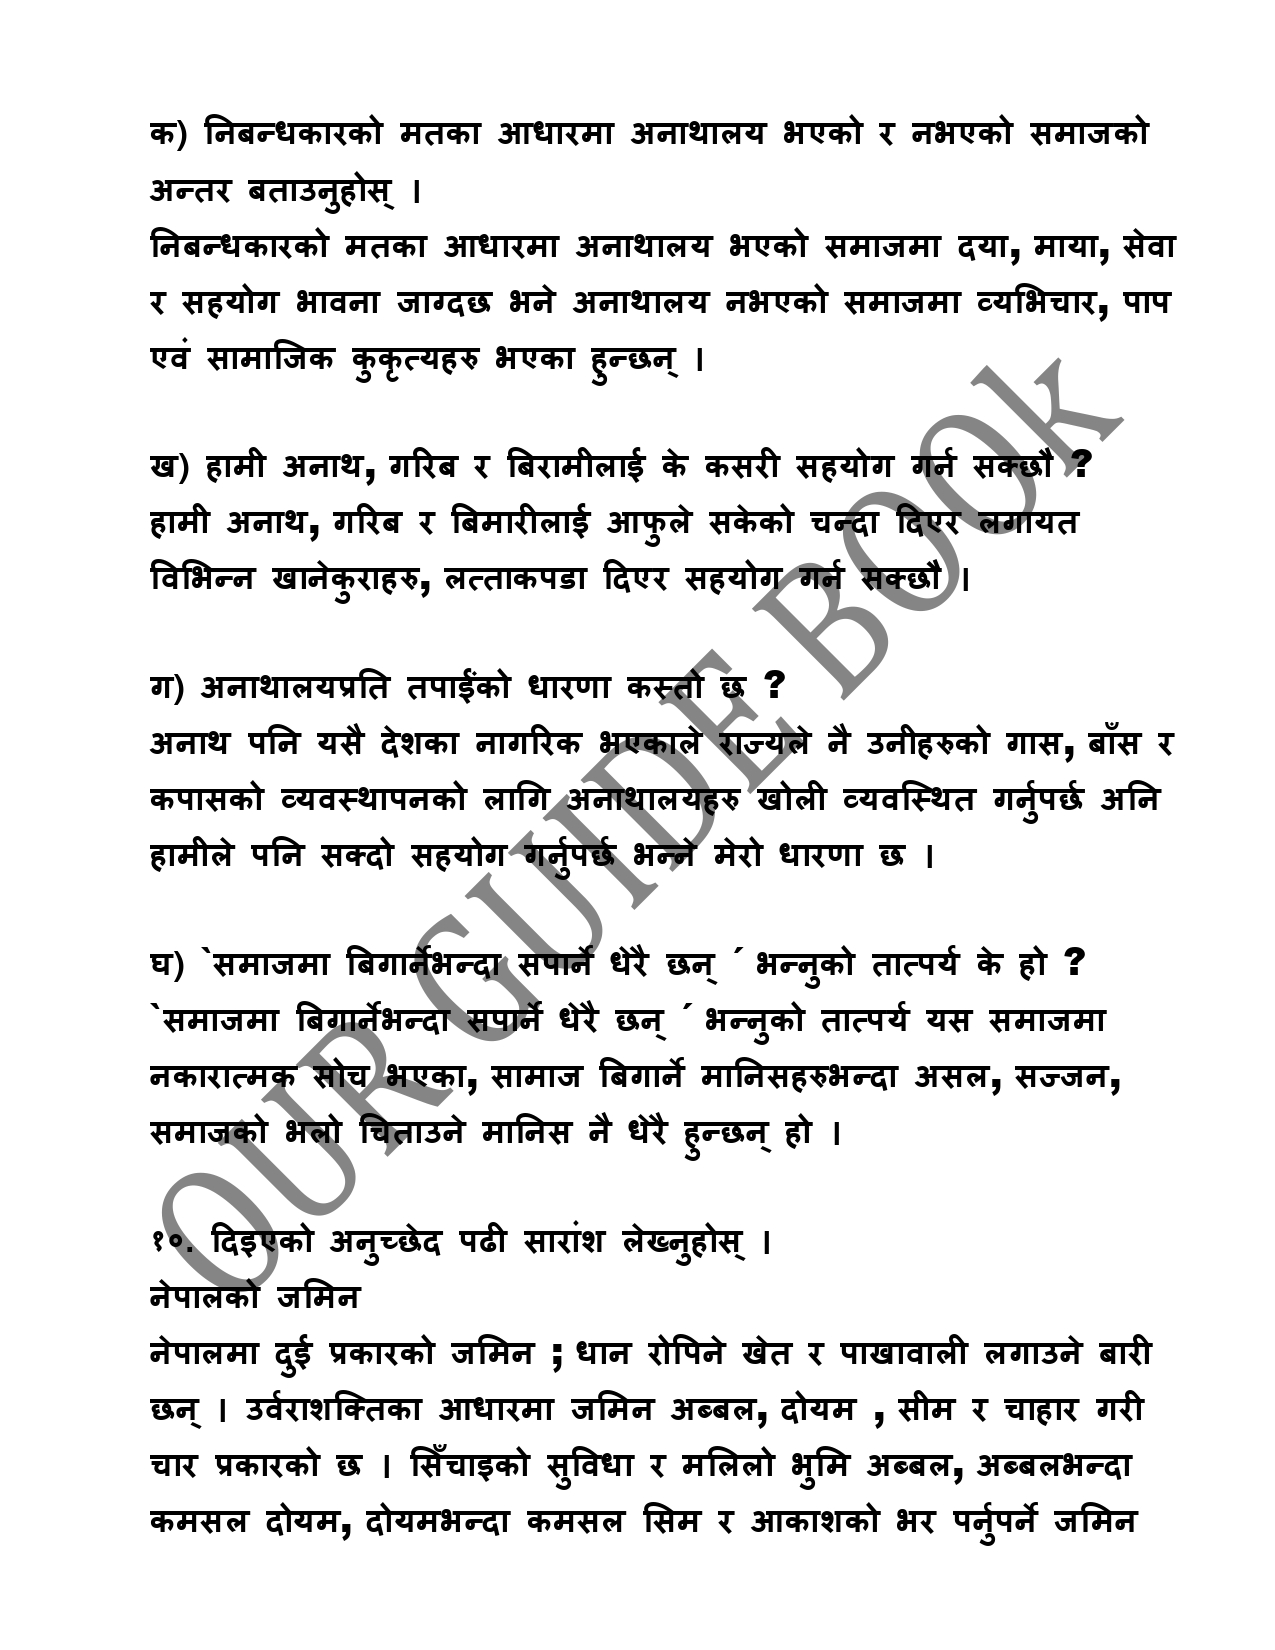 क) निबन्धकारको मतका आधारमा अनाथालय भएको र नभएको समाजको
अन्तर बताउनुहोस् ।
निबन्धकारको मतका आधारमा अनाथालय भएको समाजमा दया, माया, सेवा
र सहयोग भावना जाग्दछ भने अनाथालय नभएको समाजमा व्यभिचार, पाप
एवं सामाजिक कुकृत्यहरु भएका हुन्छन् ।
ख) हामी अनाथ, गरिब र बिरामीलाई के कसरी सहयोग गर्न सक्छौ ?
हामी अनाथ, गरिब र बिमारीलाई आफुले सकेको चन्दा दिएर लगायत
विभिन्न खानेकुराहरु, लत्ताकपडा दिएर सहयोग गर्न सक्छौ ।
ग) अनाथालयप्रति तपाईंको धारणा कस्तो छ ?
अनाथ पनि यसै देशका नागरिक भएकाले राज्यले नै उनीहरुको गास, बाँस र
कपासको व्यवस्थापनको लागि अनाथालयहरु खोली व्यवस्थित गर्नुपर्छ अनि
हामीले पनि सक्दो सहयोग गर्नुपर्छ भन्ने मेरो धारणा छ ।
घ) `समाजमा बिगार्नेभन्दा सपार्ने धेरै छन् ´ भन्नुको तात्पर्य के हो ?
`समाजमा बिगार्नेभन्दा सपार्ने धेरै छन् ´ भन्नुको तात्पर्य यस समाजमा
नकारात्मक सोच भएका, सामाज बिगार्ने मानिसहरुभन्दा असल, सज्जन,
समाजको भलो चिताउने मानिस नै धेरै हुन्छन् हो ।
१०. दिइएको अनुच्छेद पढी सारांश लेख्नुहोस् ।
नेपालको जमिन
नेपालमा दुई प्रकारको जमिन ; धान रोपिने खेत र पाखावाली लगाउने बारी
छन् । उर्वराशक्तिका आधारमा जमिन अब्बल, दोयम , सीम र चाहार गरी
चार प्रकारको छ । सिँचाइको सुविधा र मलिलो भुमि अब्बल, अब्बलभन्दा
कमसल दोयम, दोयमभन्दा कमसल सिम र आकाशको भर पर्नुपर्ने जमिन
OUR GUIDE BOOk